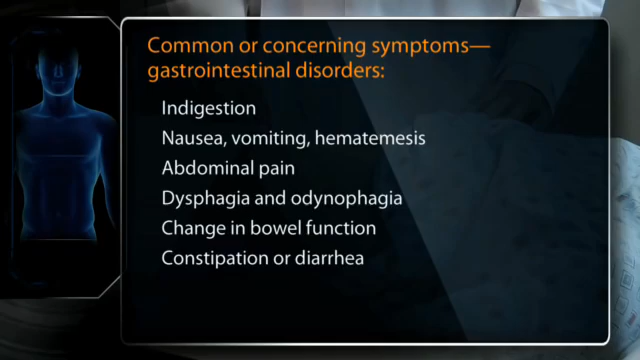 Common or concerning symptoms—
gastrointestinal disorders:
Indigestion
Nausea, vomiting, hematemesis
Abdominal pain
Dysphagia and odynophagia
Change in bowel function
Constipation or diarrhea